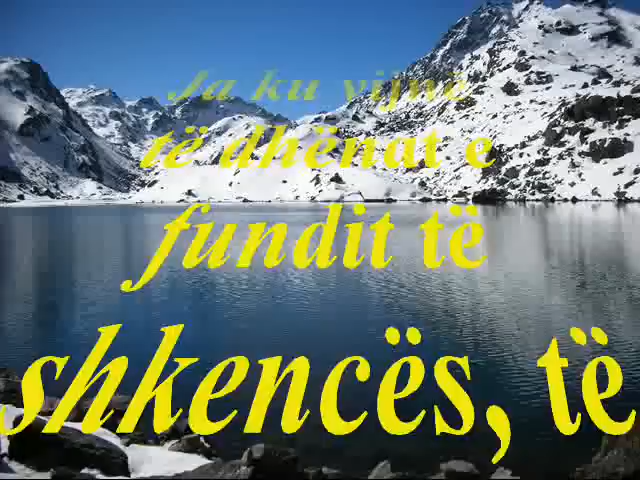 Ja ku vijnë
të dhënat e
fundit të
shkencës, të